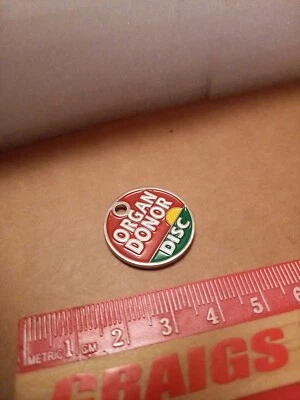 ORGAN
DONOR
DISC
METRIC 1 CM 2 3 4 5 6
CRAIGS